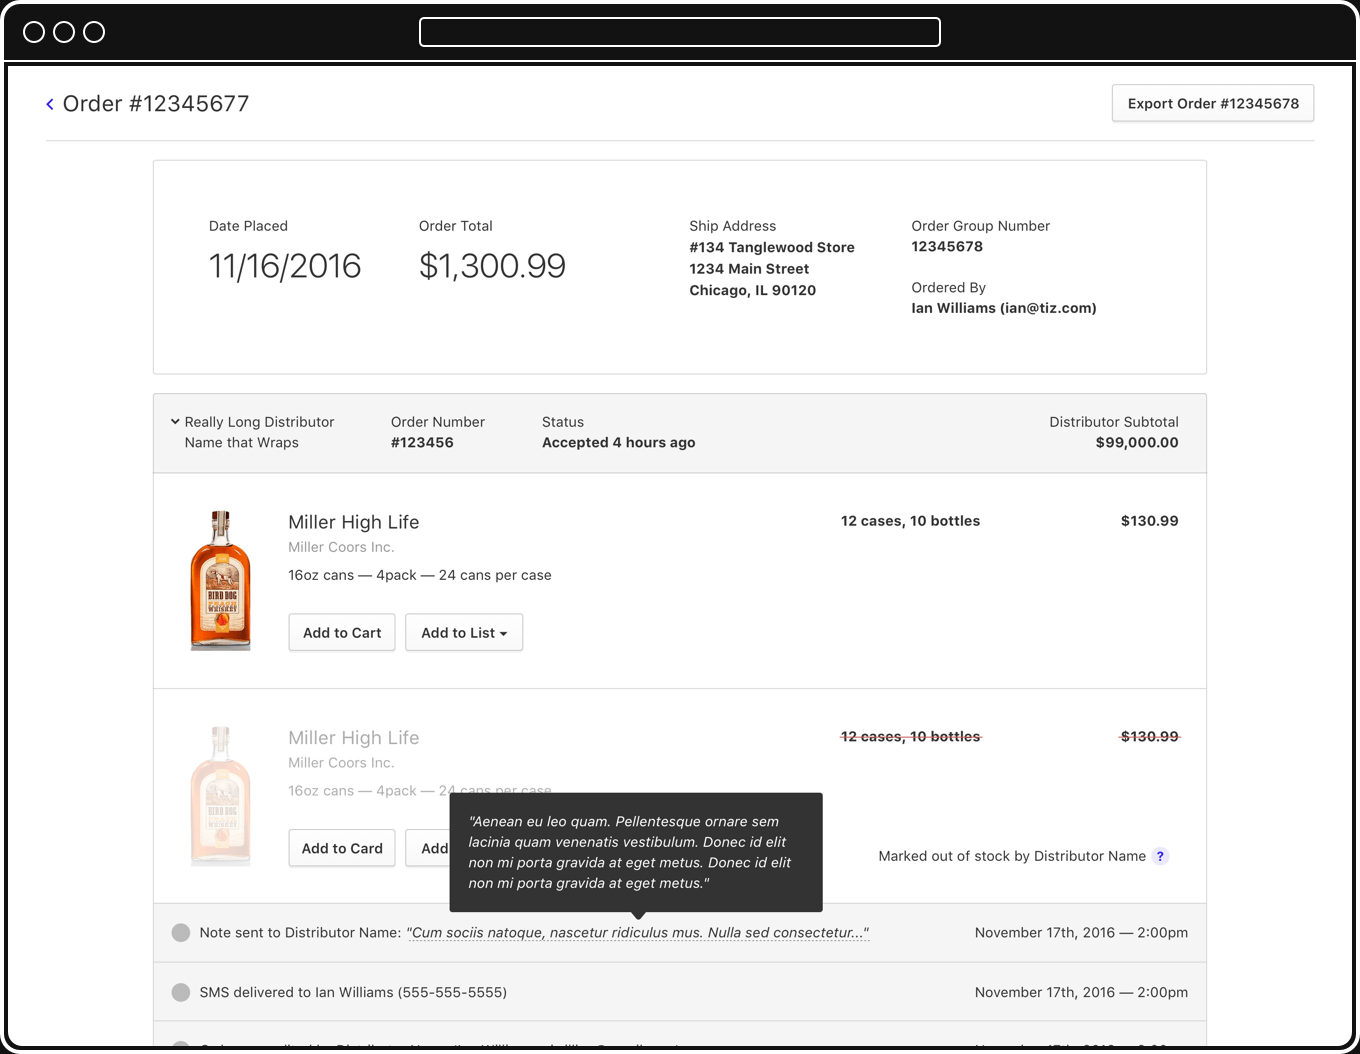 Order #12345677
Export Order #12345678
Date Placed
11/16/2016
Order Total
$1,300.99
Ship Address
#134 Tanglewood Store
1234 Main Street
Chicago, IL 90120
Order Group Number
12345678
Ordered By
Ian Williams (ian@tiz.com)
Really Long Distributor
Name that Wraps
Order Number
#123456
Status
Accepted 4 hours ago
Distributor Subtotal
$99,000.00
BIRD DOG
PEACH
WHISKEY
Miller High Life
Miller Coors Inc.
16oz cans — 4pack — 24 cans per case
Add to Cart
Add to List
12 cases, 10 bottles
$130.99
BIRD DOG
PEACH
WHISKEY
Miller High Life
Miller Coors Inc.
16oz cans — 4pack — 24 cans per case
Add to Card
Add
12 cases, 10 bottles
$130.99
Marked out of stock by Distributor Name ?
"Aenean eu leo quam. Pellentesque ornare sem
lacinia quam venenatis vestibulum. Donec id elit
non mi porta gravida at eget metus. Donec id elit
non mi porta gravida at eget metus."
Note sent to Distributor Name: "Cum sociis natoque, nascetur ridiculus mus. Nulla sed consectetur..."
November 17th, 2016 — 2:00pm
SMS delivered to Ian Williams (555-555-5555)
November 17th, 2016 — 2:00pm